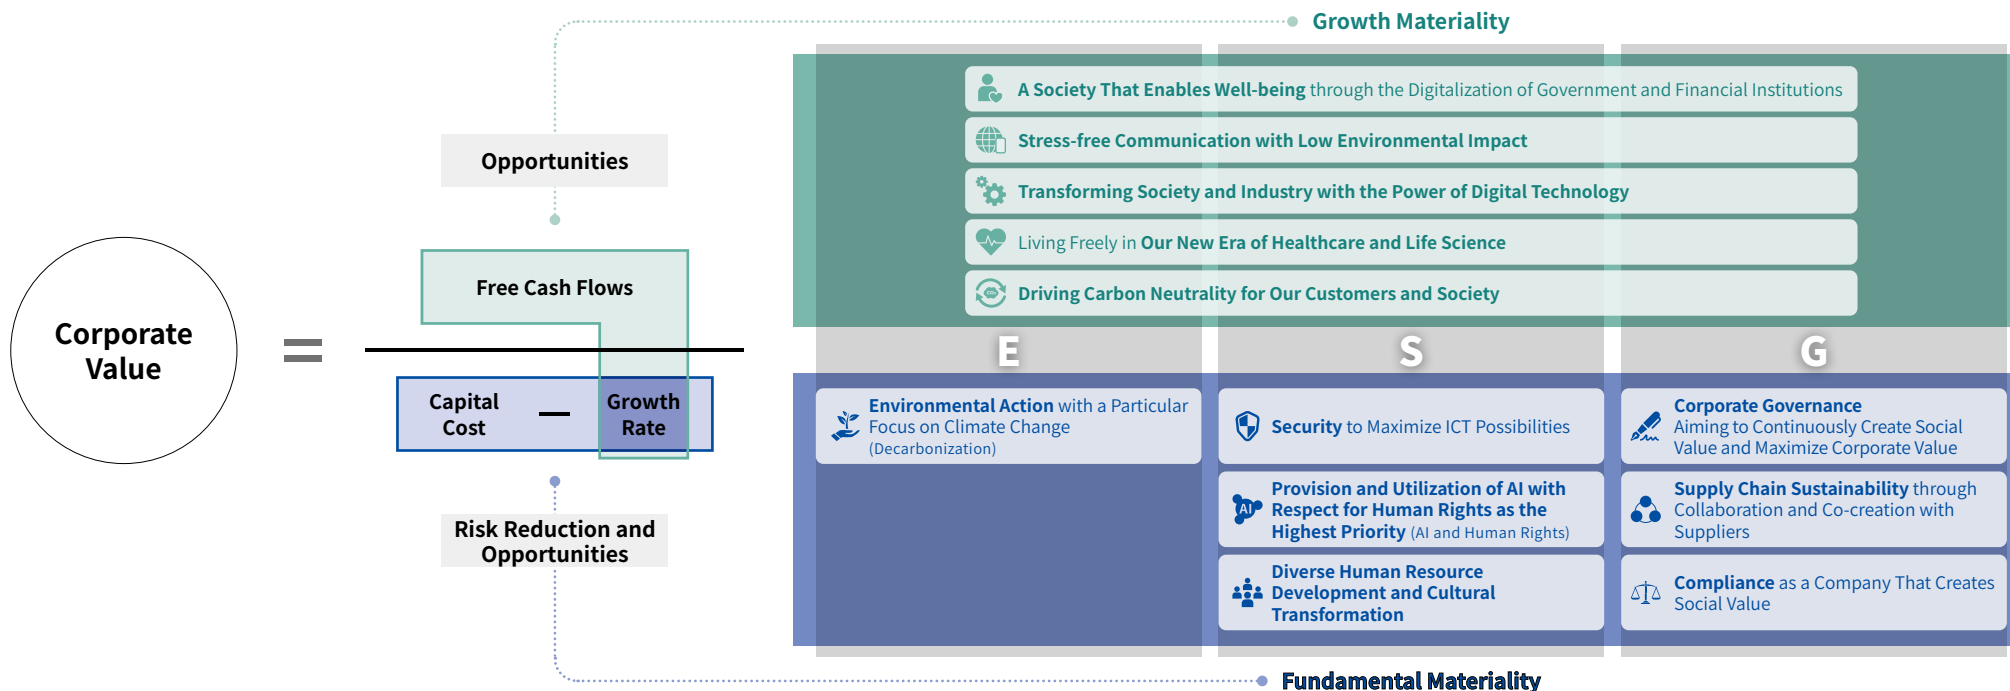 Growth Materiality
A Society That Enables Well-being through the Digitalization of Government and Financial Institutions
Stress-free Communication with Low Environmental Impact
Transforming Society and Industry with the Power of Digital Technology
Living Freely in Our New Era of Healthcare and Life Science
Driving Carbon Neutrality for Our Customers and Society
Opportunities
Free Cash Flows
Corporate
Value
=
Capital
Cost
—
Growth
Rate
Risk Reduction and
Opportunities
E
S
G
Environmental Action with a Particular
Focus on Climate Change
(Decarbonization)
Security to Maximize ICT Possibilities
AI
Provision and Utilization of AI with
Respect for Human Rights as the
Highest Priority (AI and Human Rights)
Diverse Human Resource
Development and Cultural
Transformation
Corporate Governance
Aiming to Continuously Create Social
Value and Maximize Corporate Value
Supply Chain Sustainability through
Collaboration and Co-creation with
Suppliers
Compliance as a Company That Creates
Social Value
Fundamental Materiality